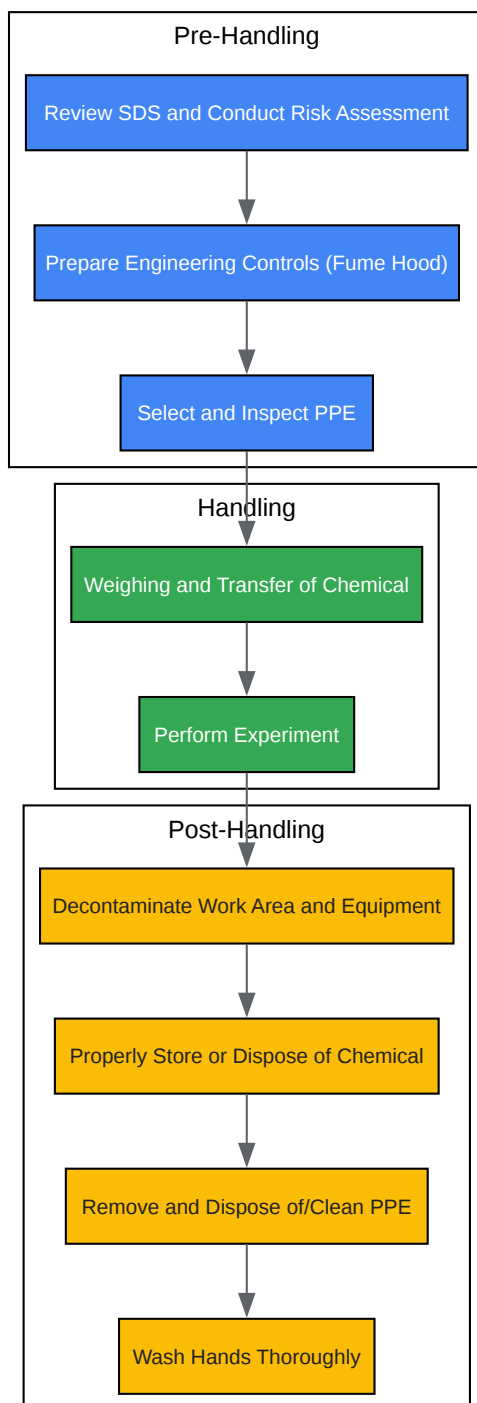 Pre-Handling
Review SDS and Conduct Risk Assessment
Prepare Engineering Controls (Fume Hood)
Select and Inspect PPE
Handling
Weighing and Transfer of Chemical
Perform Experiment
Post-Handling
Decontaminate Work Area and Equipment
Properly Store or Dispose of Chemical
Remove and Dispose of/Clean PPE
Wash Hands Thoroughly